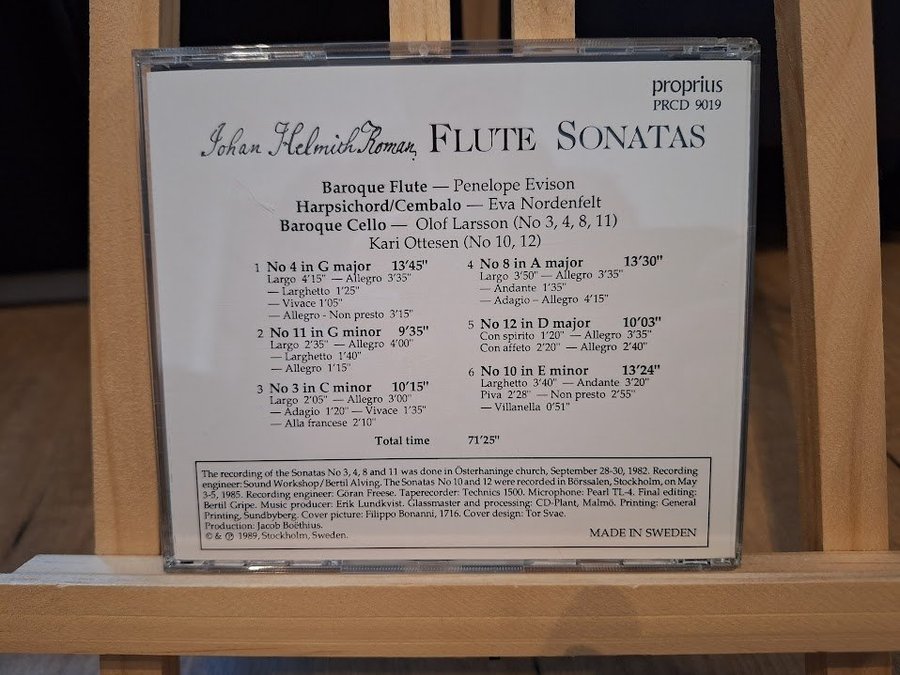 proprius
PRCD 9019
Johan Helmich Roman, FLUTE SONATAS
Baroque Flute — Penelope Evison
Harpsichord/Cembalo — Eva Nordenfelt
Baroque Cello — Olof Larsson (No 3, 4, 8, 11)
Kari Ottesen (No 10, 12)
1 No 4 in G major 13'45"
Largo 4'15" — Allegro 3'35"
— Larghetto 1'25"
— Vivace 1'05"
— Allegro - Non presto 3'15"
2 No 11 in G minor 9'35"
Largo 2'35" — Allegro 4'00"
— Larghetto 1'40"
— Allegro 1'15"
3 No 3 in C minor 10'15"
Largo 2'05" — Allegro 3'00"
— Adagio 1'20" — Vivace 1'35"
— Alla francese 2'10"
4 No 8 in A major 13'30"
Largo 3'50" — Allegro 3'35"
— Andante 1'35"
— Adagio – Allegro 4'15"
5 No 12 in D major 10'03"
Con spirito 1'20" — Allegro 3'35"
Con affeto 2'20" — Allegro 2'40"
6 No 10 in E minor 13'24"
Larghetto 3'40" — Andante 3'20"
Piva 2'28" — Non presto 2'55"
— Villanella 0'51"
Total time 71'25"
The recording of the Sonatas No 3, 4, 8 and 11 was done in Österhaninge church, September 28-30, 1982. Recording
engineer: Sound Workshop/Bertil Alving. The Sonatas No 10 and 12 were recorded in Börssalen, Stockholm, on May
3-5, 1985. Recording engineer: Göran Freese. Taperecorder: Technics 1500. Microphone: Pearl TL-4. Final editing:
Bertil Gripe. Music producer: Erik Lundkvist. Glassmaster and processing: CD-Plant, Malmö. Printing: General
Printing, Sundbyberg. Cover picture: Filippo Bonanni, 1716. Cover design: Tor Svae.
Production: Jacob Boëthius.
© & ℗ 1989, Stockholm, Sweden. MADE IN SWEDEN